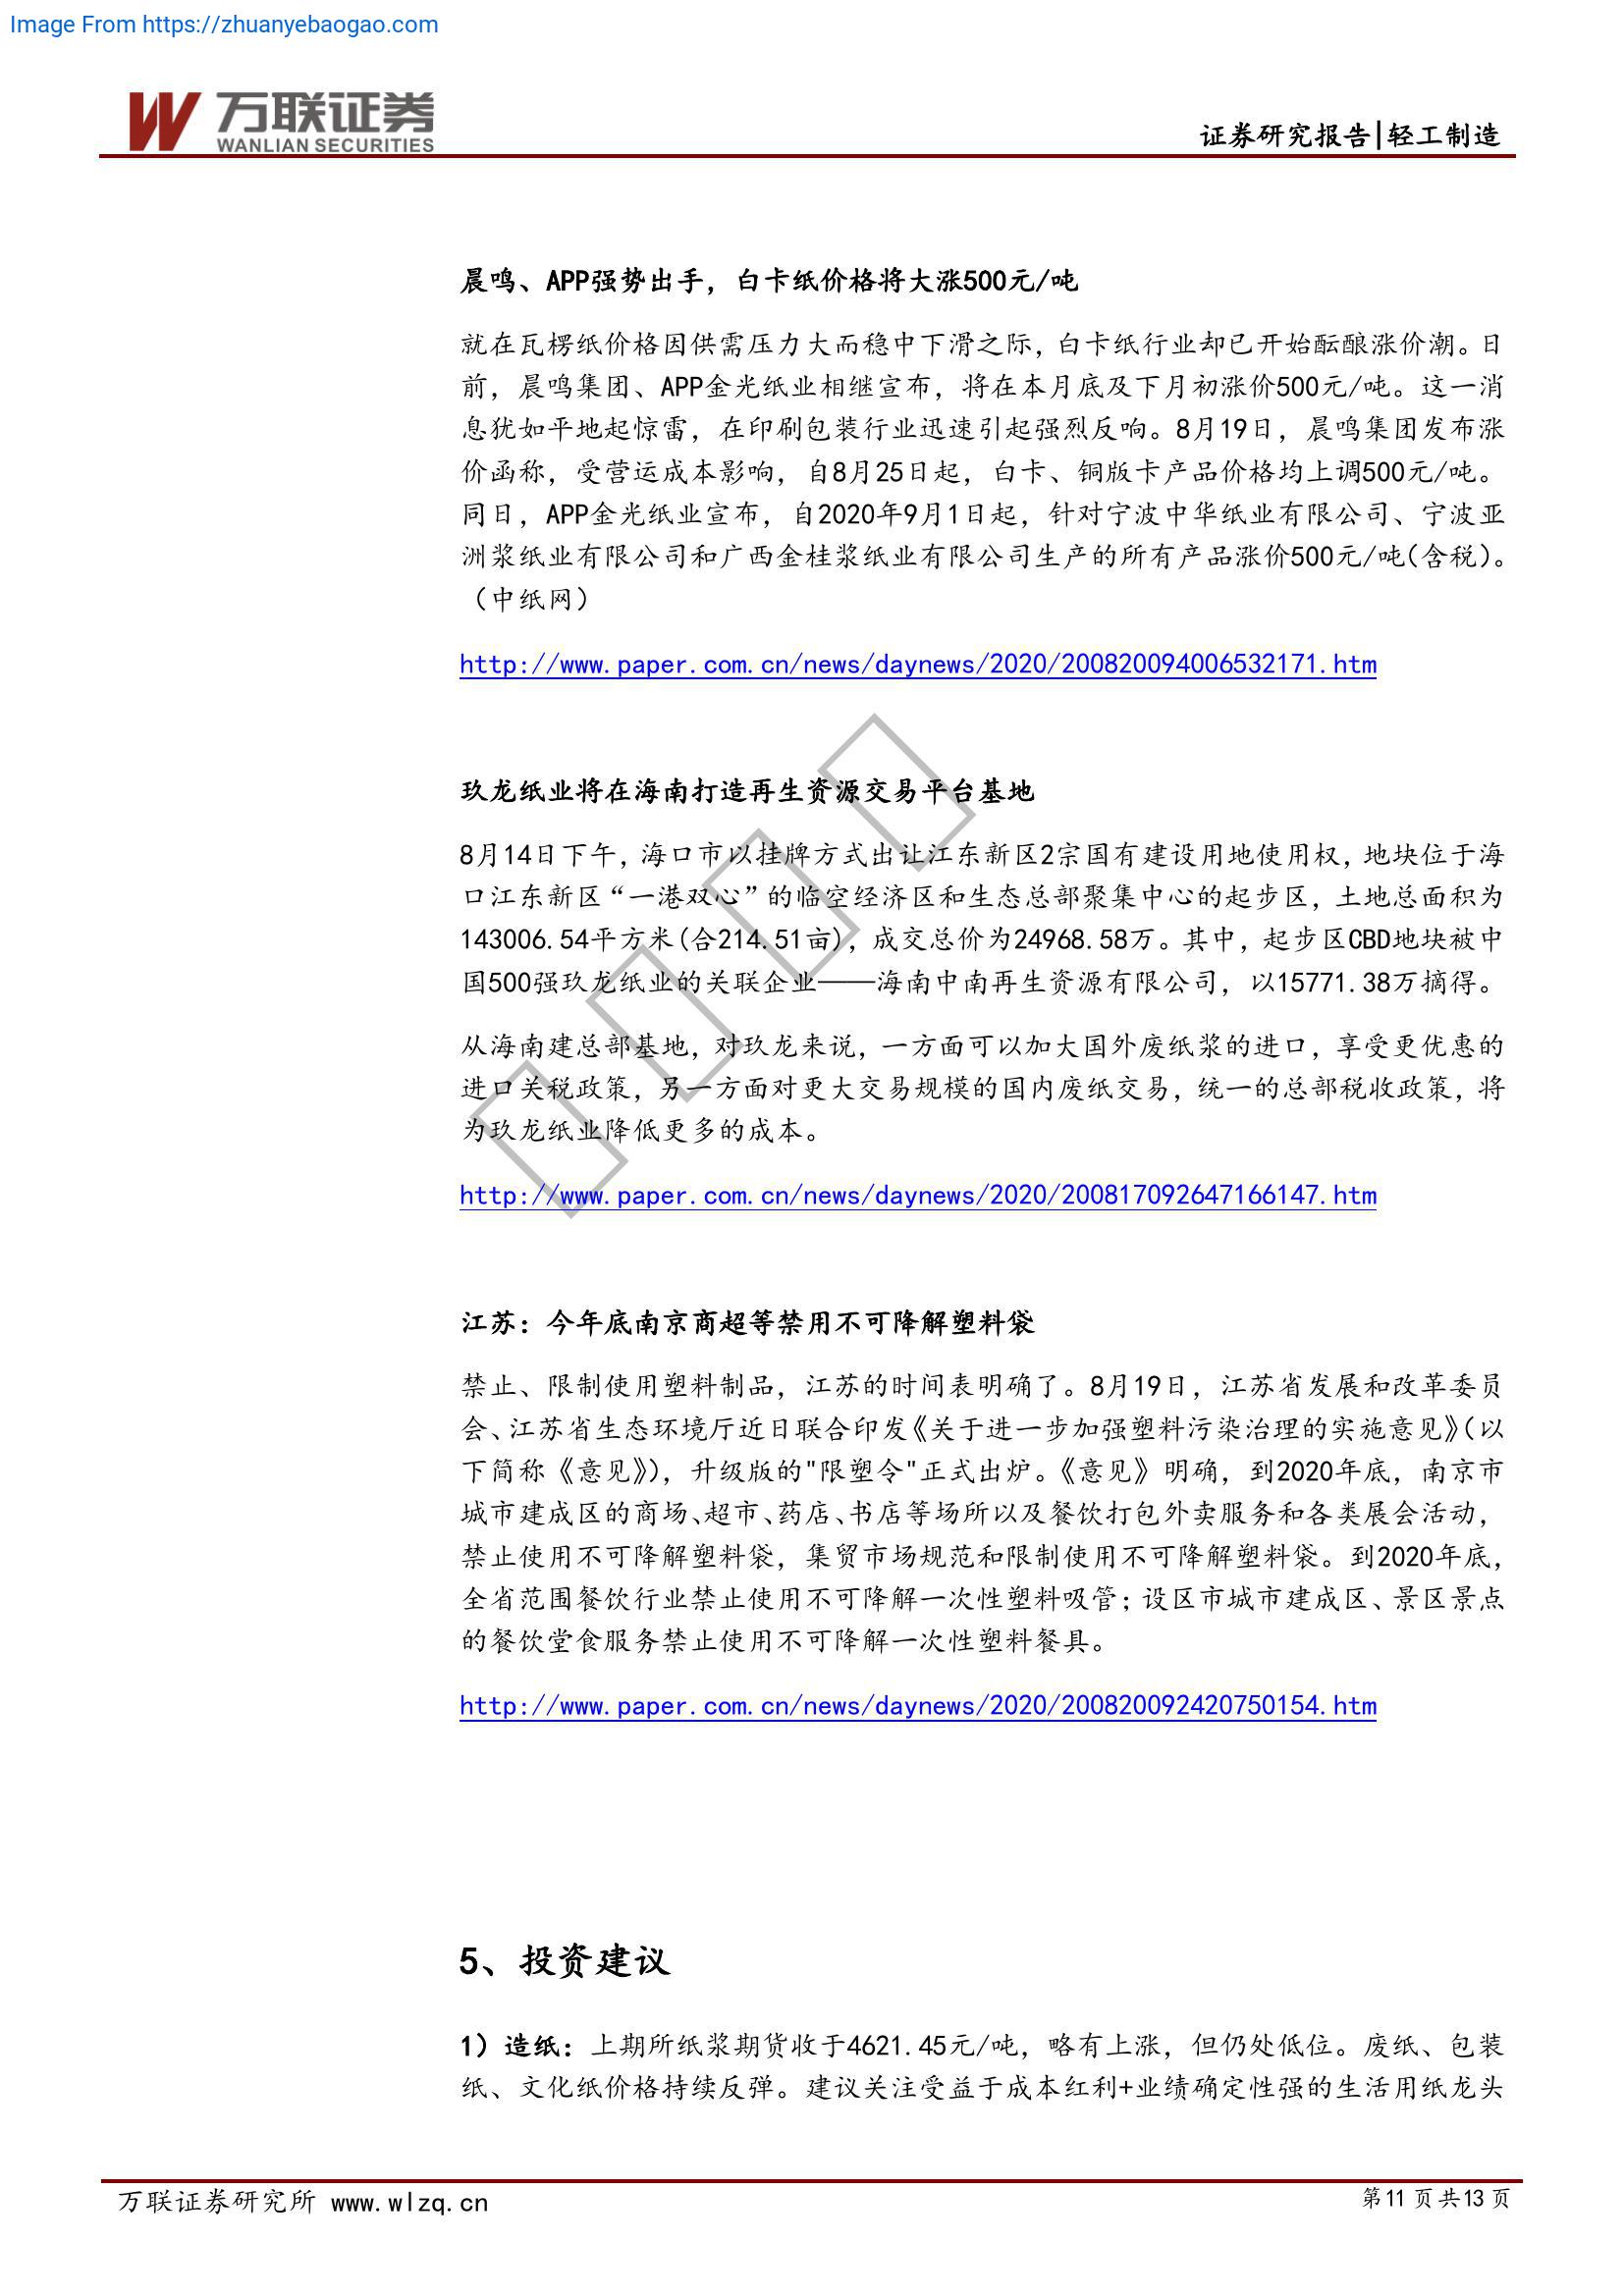 Image From https://zhuanyebaogao.com
万联证券
WANLIAN SECURITIES
证券研究报告|轻工制造
晨鸣、APP强势出手，白卡纸价格将大涨500元/吨
就在瓦楞纸价格因供需压力大而稳中下滑之际，白卡纸行业却已开始酝酿涨价潮。日
前，晨鸣集团、APP金光纸业相继宣布，将在本月底及下月初涨价500元/吨。这一消
息犹如平地起惊雷，在印刷包装行业迅速引起强烈反响。8月19日，晨鸣集团发布涨
价函称，受营运成本影响，自8月25日起，白卡、铜版卡产品价格均上调500元/吨。
同日，APP金光纸业宣布，自2020年9月1日起，针对宁波中华纸业有限公司、宁波亚
洲浆纸业有限公司和广西金桂浆纸业有限公司生产的所有产品涨价500元/吨(含税)。
（中纸网）
http://www.paper.com.cn/news/daynews/2020/200820094006532171.htm
玖龙纸业将在海南打造再生资源交易平台基地
8月14日下午，海口市以挂牌方式出让江东新区2宗国有建设用地使用权，地块位于海
口江东新区“一港双心”的临空经济区和生态总部聚集中心的起步区，土地总面积为
143006.54平方米(合214.51亩)，成交总价为24968.58万。其中，起步区CBD地块被中
国500强玖龙纸业的关联企业——海南中南再生资源有限公司，以15771.38万摘得。
从海南建总部基地，对玖龙来说，一方面可以加大国外废纸浆的进口，享受更优惠的
进口关税政策，另一方面对更大交易规模的国内废纸交易，统一的总部税收政策，将
为玖龙纸业降低更多的成本。
http://www.paper.com.cn/news/daynews/2020/200817092647166147.htm
江苏：今年底南京商超等禁用不可降解塑料袋
禁止、限制使用塑料制品，江苏的时间表明确了。8月19日，江苏省发展和改革委员
会、江苏省生态环境厅近日联合印发《关于进一步加强塑料污染治理的实施意见》（以
下简称《意见》），升级版的"限塑令"正式出炉。《意见》明确，到2020年底，南京市
城市建成区的商场、超市、药店、书店等场所以及餐饮打包外卖服务和各类展会活动，
禁止使用不可降解塑料袋，集贸市场规范和限制使用不可降解塑料袋。到2020年底，
全省范围餐饮行业禁止使用不可降解一次性塑料吸管；设区市城市建成区、景区景点
的餐饮堂食服务禁止使用不可降解一次性塑料餐具。
http://www.paper.com.cn/news/daynews/2020/200820092420750154.htm
5、投资建议
1）造纸：上期所纸浆期货收于4621.45元/吨，略有上涨，但仍处低位。废纸、包装
纸、文化纸价格持续反弹。建议关注受益于成本红利+业绩确定性强的生活用纸龙头
万联证券研究所 www.wlzq.cn
第11 页 共13 页